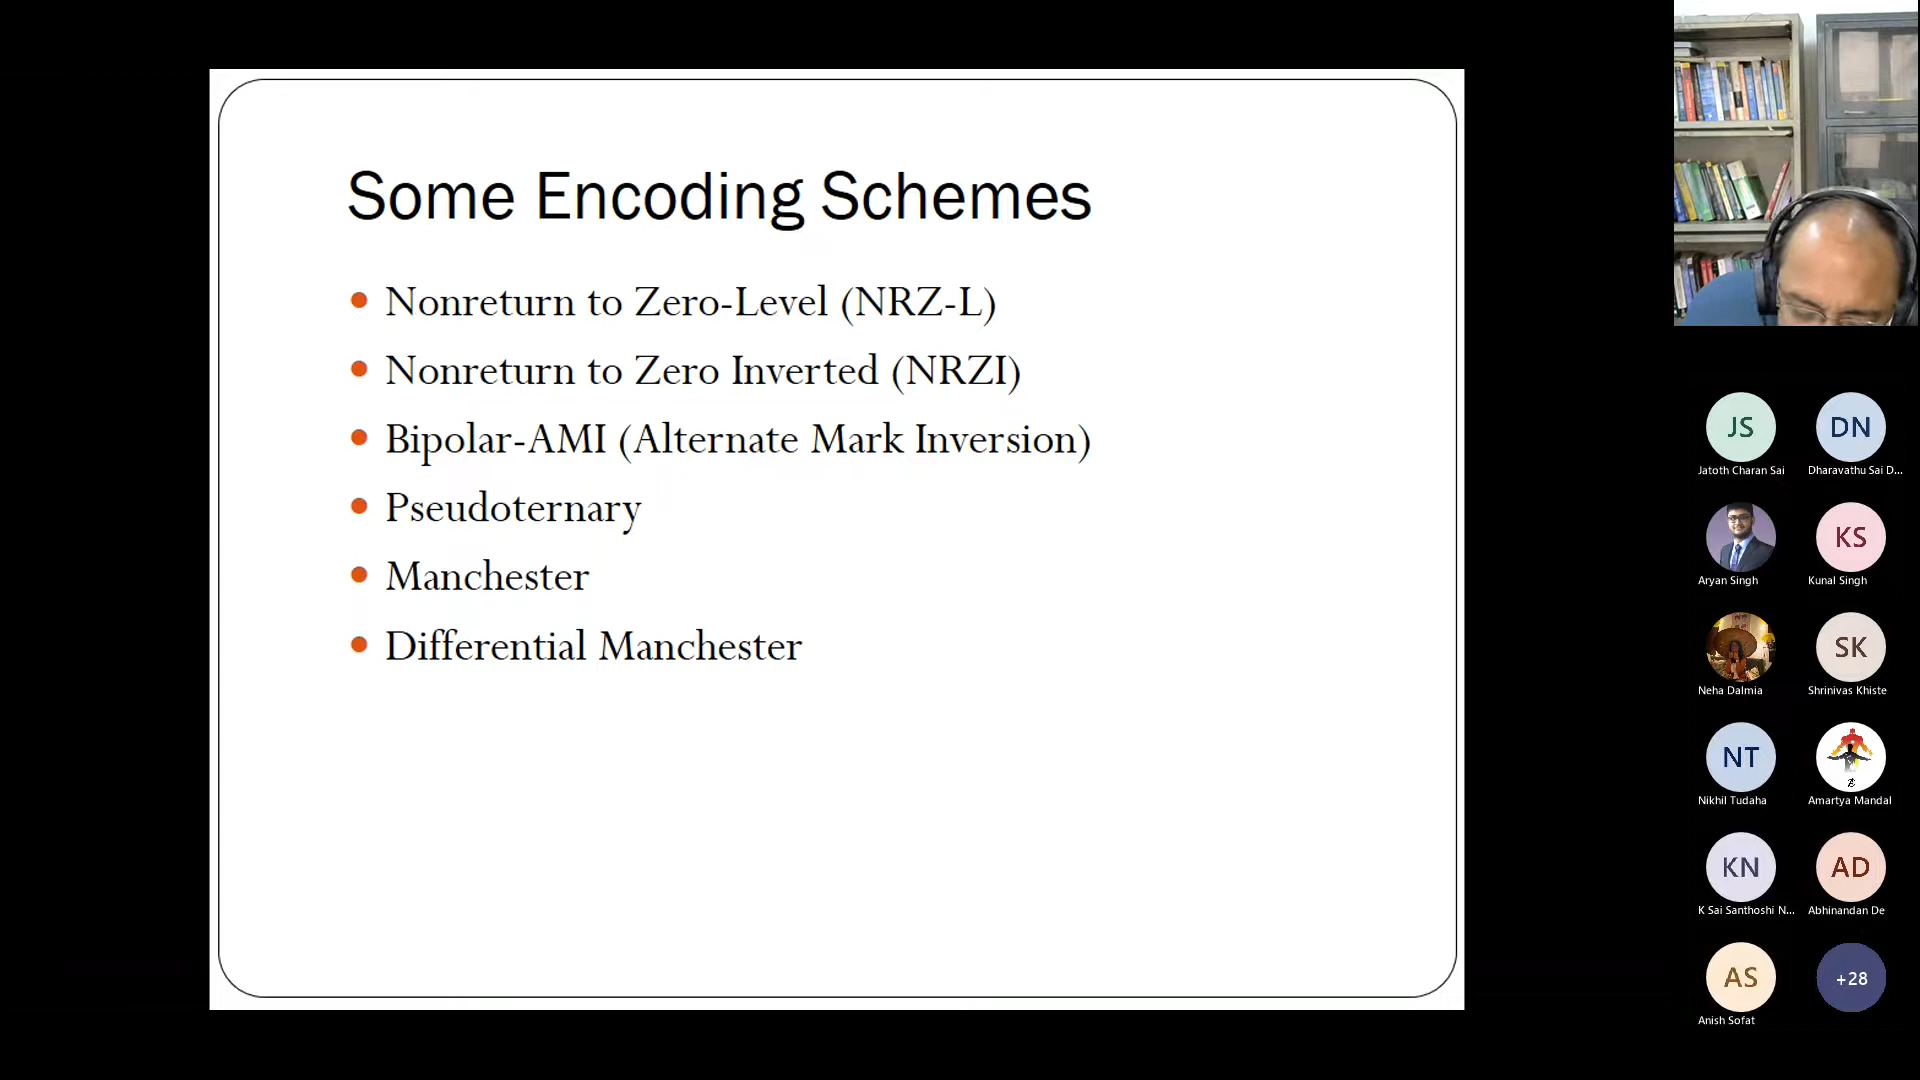 Some Encoding Schemes
Nonreturn to Zero-Level (NRZ-L)
Nonreturn to Zero Inverted (NRZI)
Bipolar-AMI (Alternate Mark Inversion)
Pseudoternary
Manchester
Differential Manchester
JS
DN
Jatoth Charan Sai
Dharavathu Sai D...
KS
Aryan Singh
Kunal Singh
SK
Neha Dalmia
Shrinivas Khiste
NT
Nikhil Tudaha
Amartya Mandal
KN
AD
K Sai Santhoshi N...
Abhinandan De
AS
+28
Anish Sofat